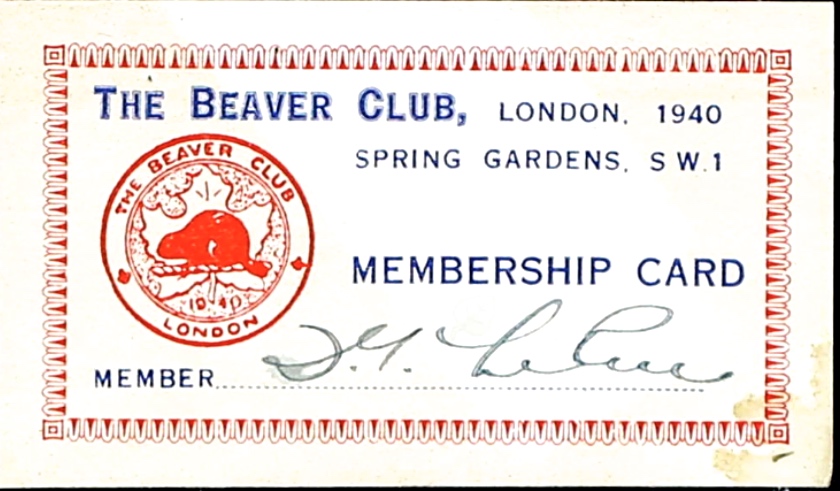 THE BEAVER CLUB, LONDON. 1940
SPRING GARDENS. S W.1
THE BEAVER CLUB
1940
LONDON
MEMBERSHIP CARD
MEMBER